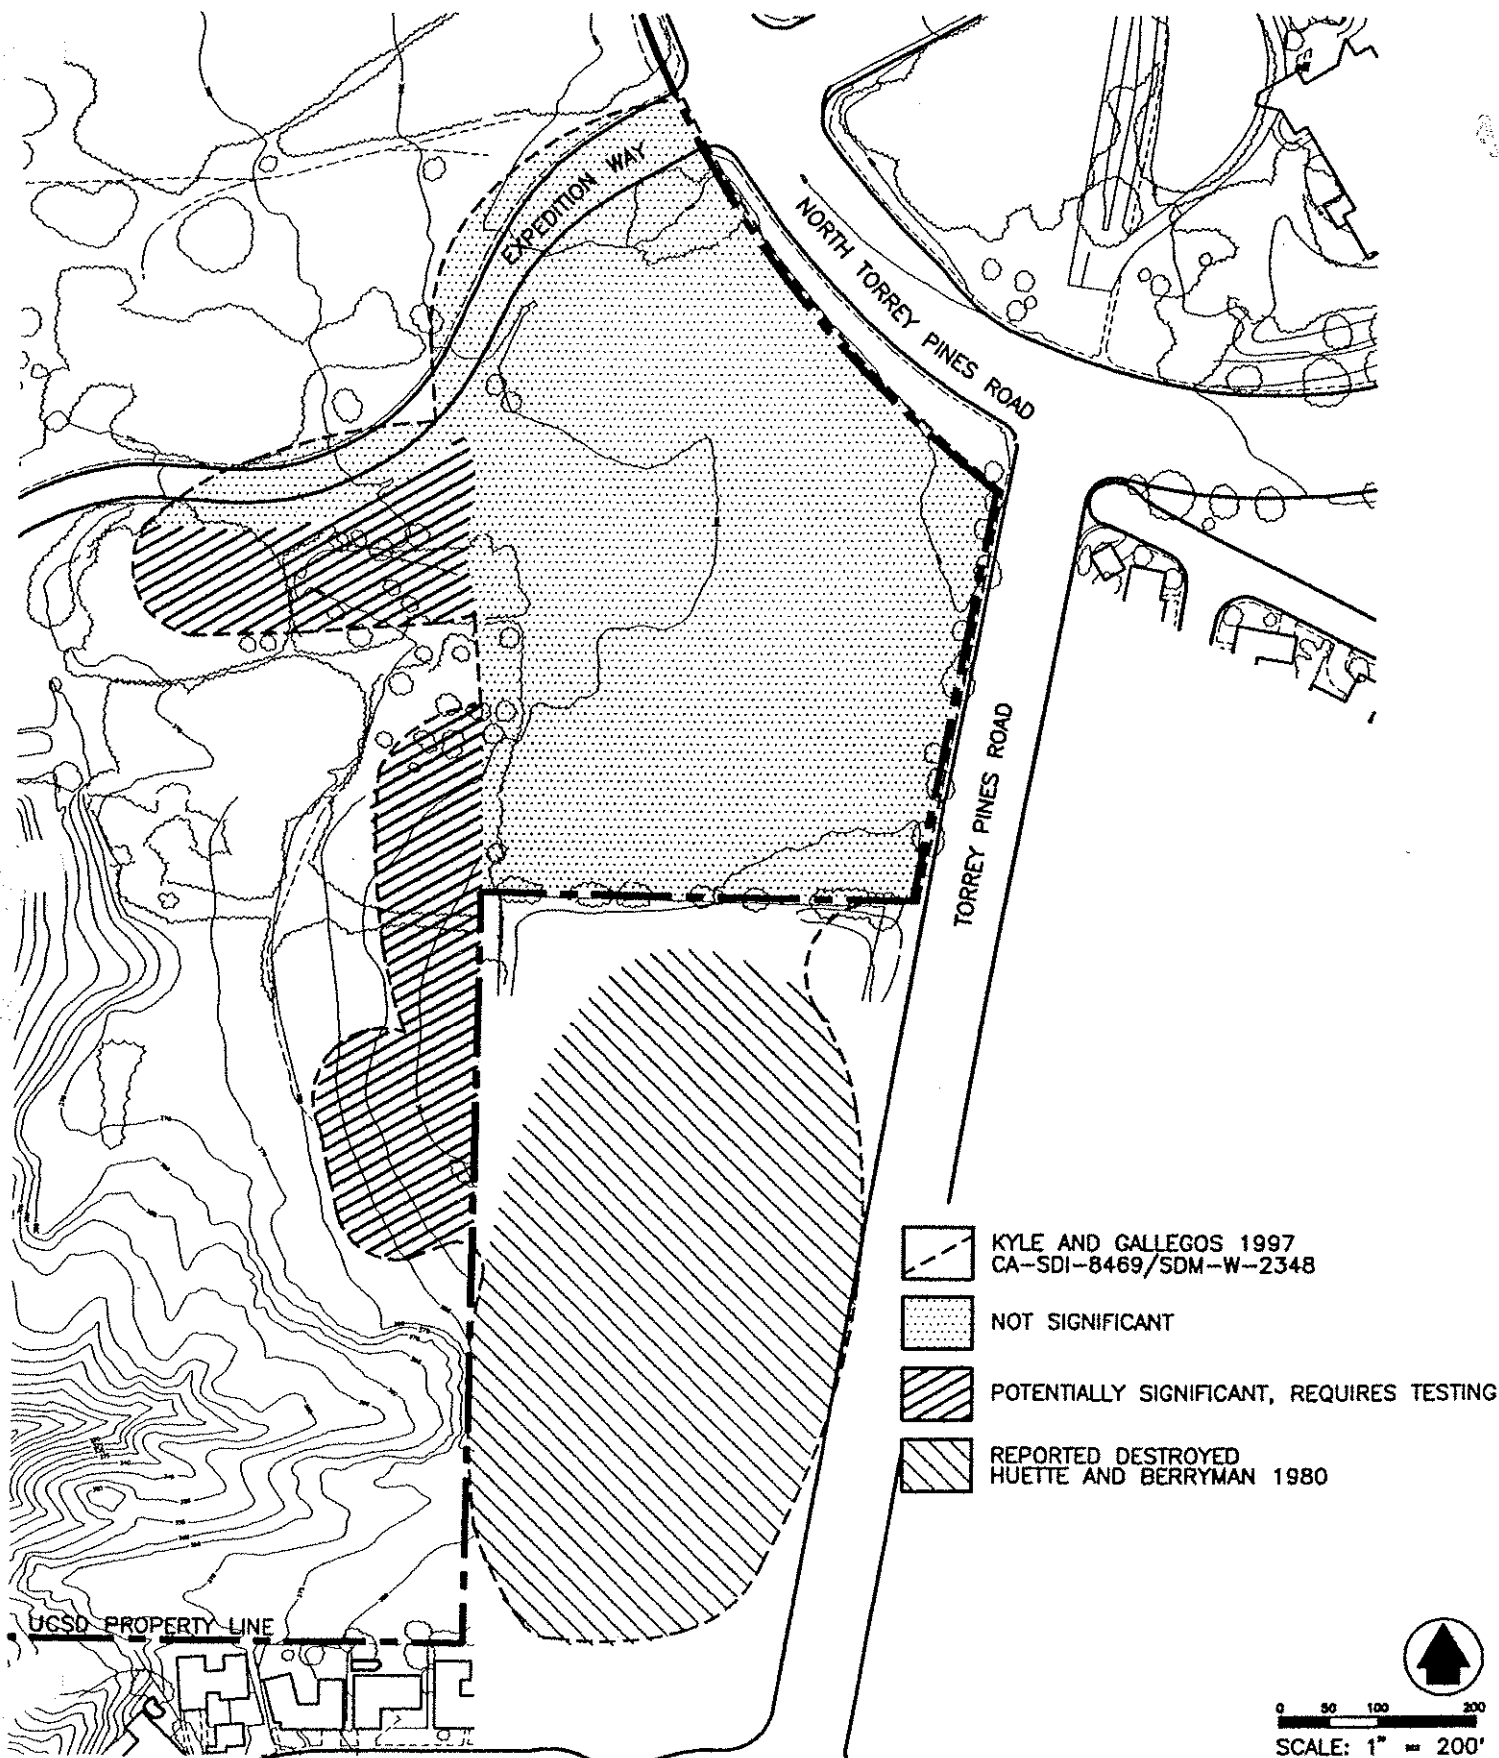 EXPEDITION WAY
NORTH TORREY PINES ROAD
TORREY PINES ROAD
KYLE AND GALLEGOS 1997
CA-SDI-8469/SDM-W-2348
NOT SIGNIFICANT
POTENTIALLY SIGNIFICANT, REQUIRES TESTING
REPORTED DESTROYED
HUETTE AND BERRYMAN 1980
UCSD PROPERTY LINE
0 50 100 200
SCALE: 1" = 200'